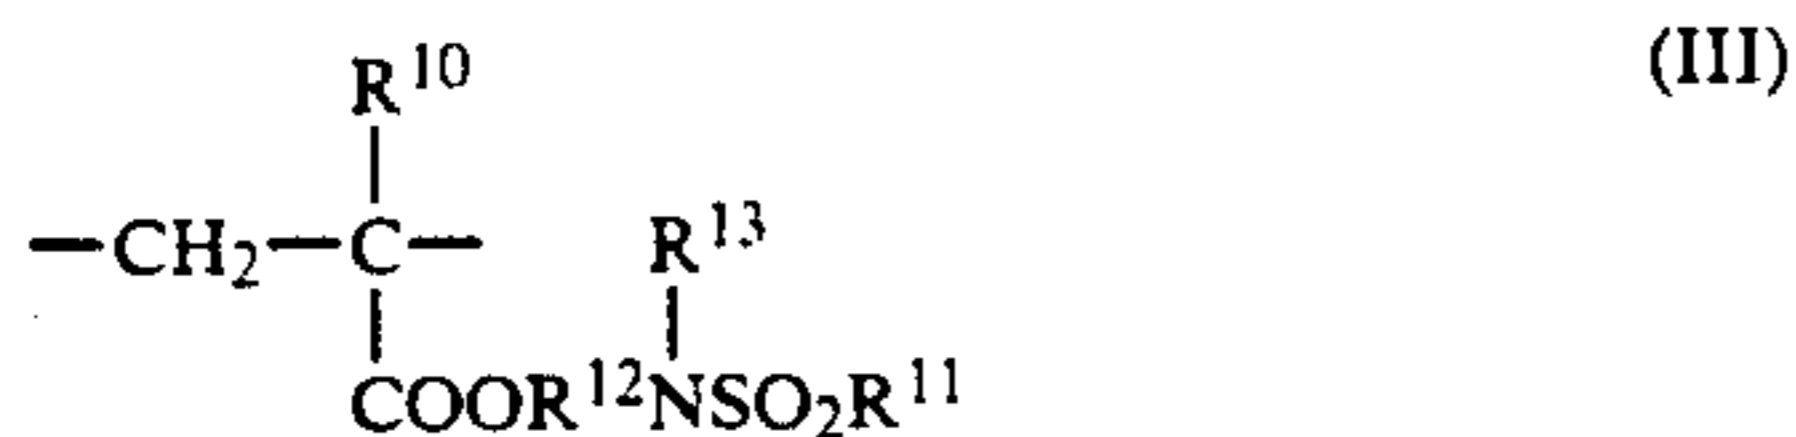 (III)
R¹⁰
—CH₂—C— R¹³
COOR¹²NSO₂R¹¹